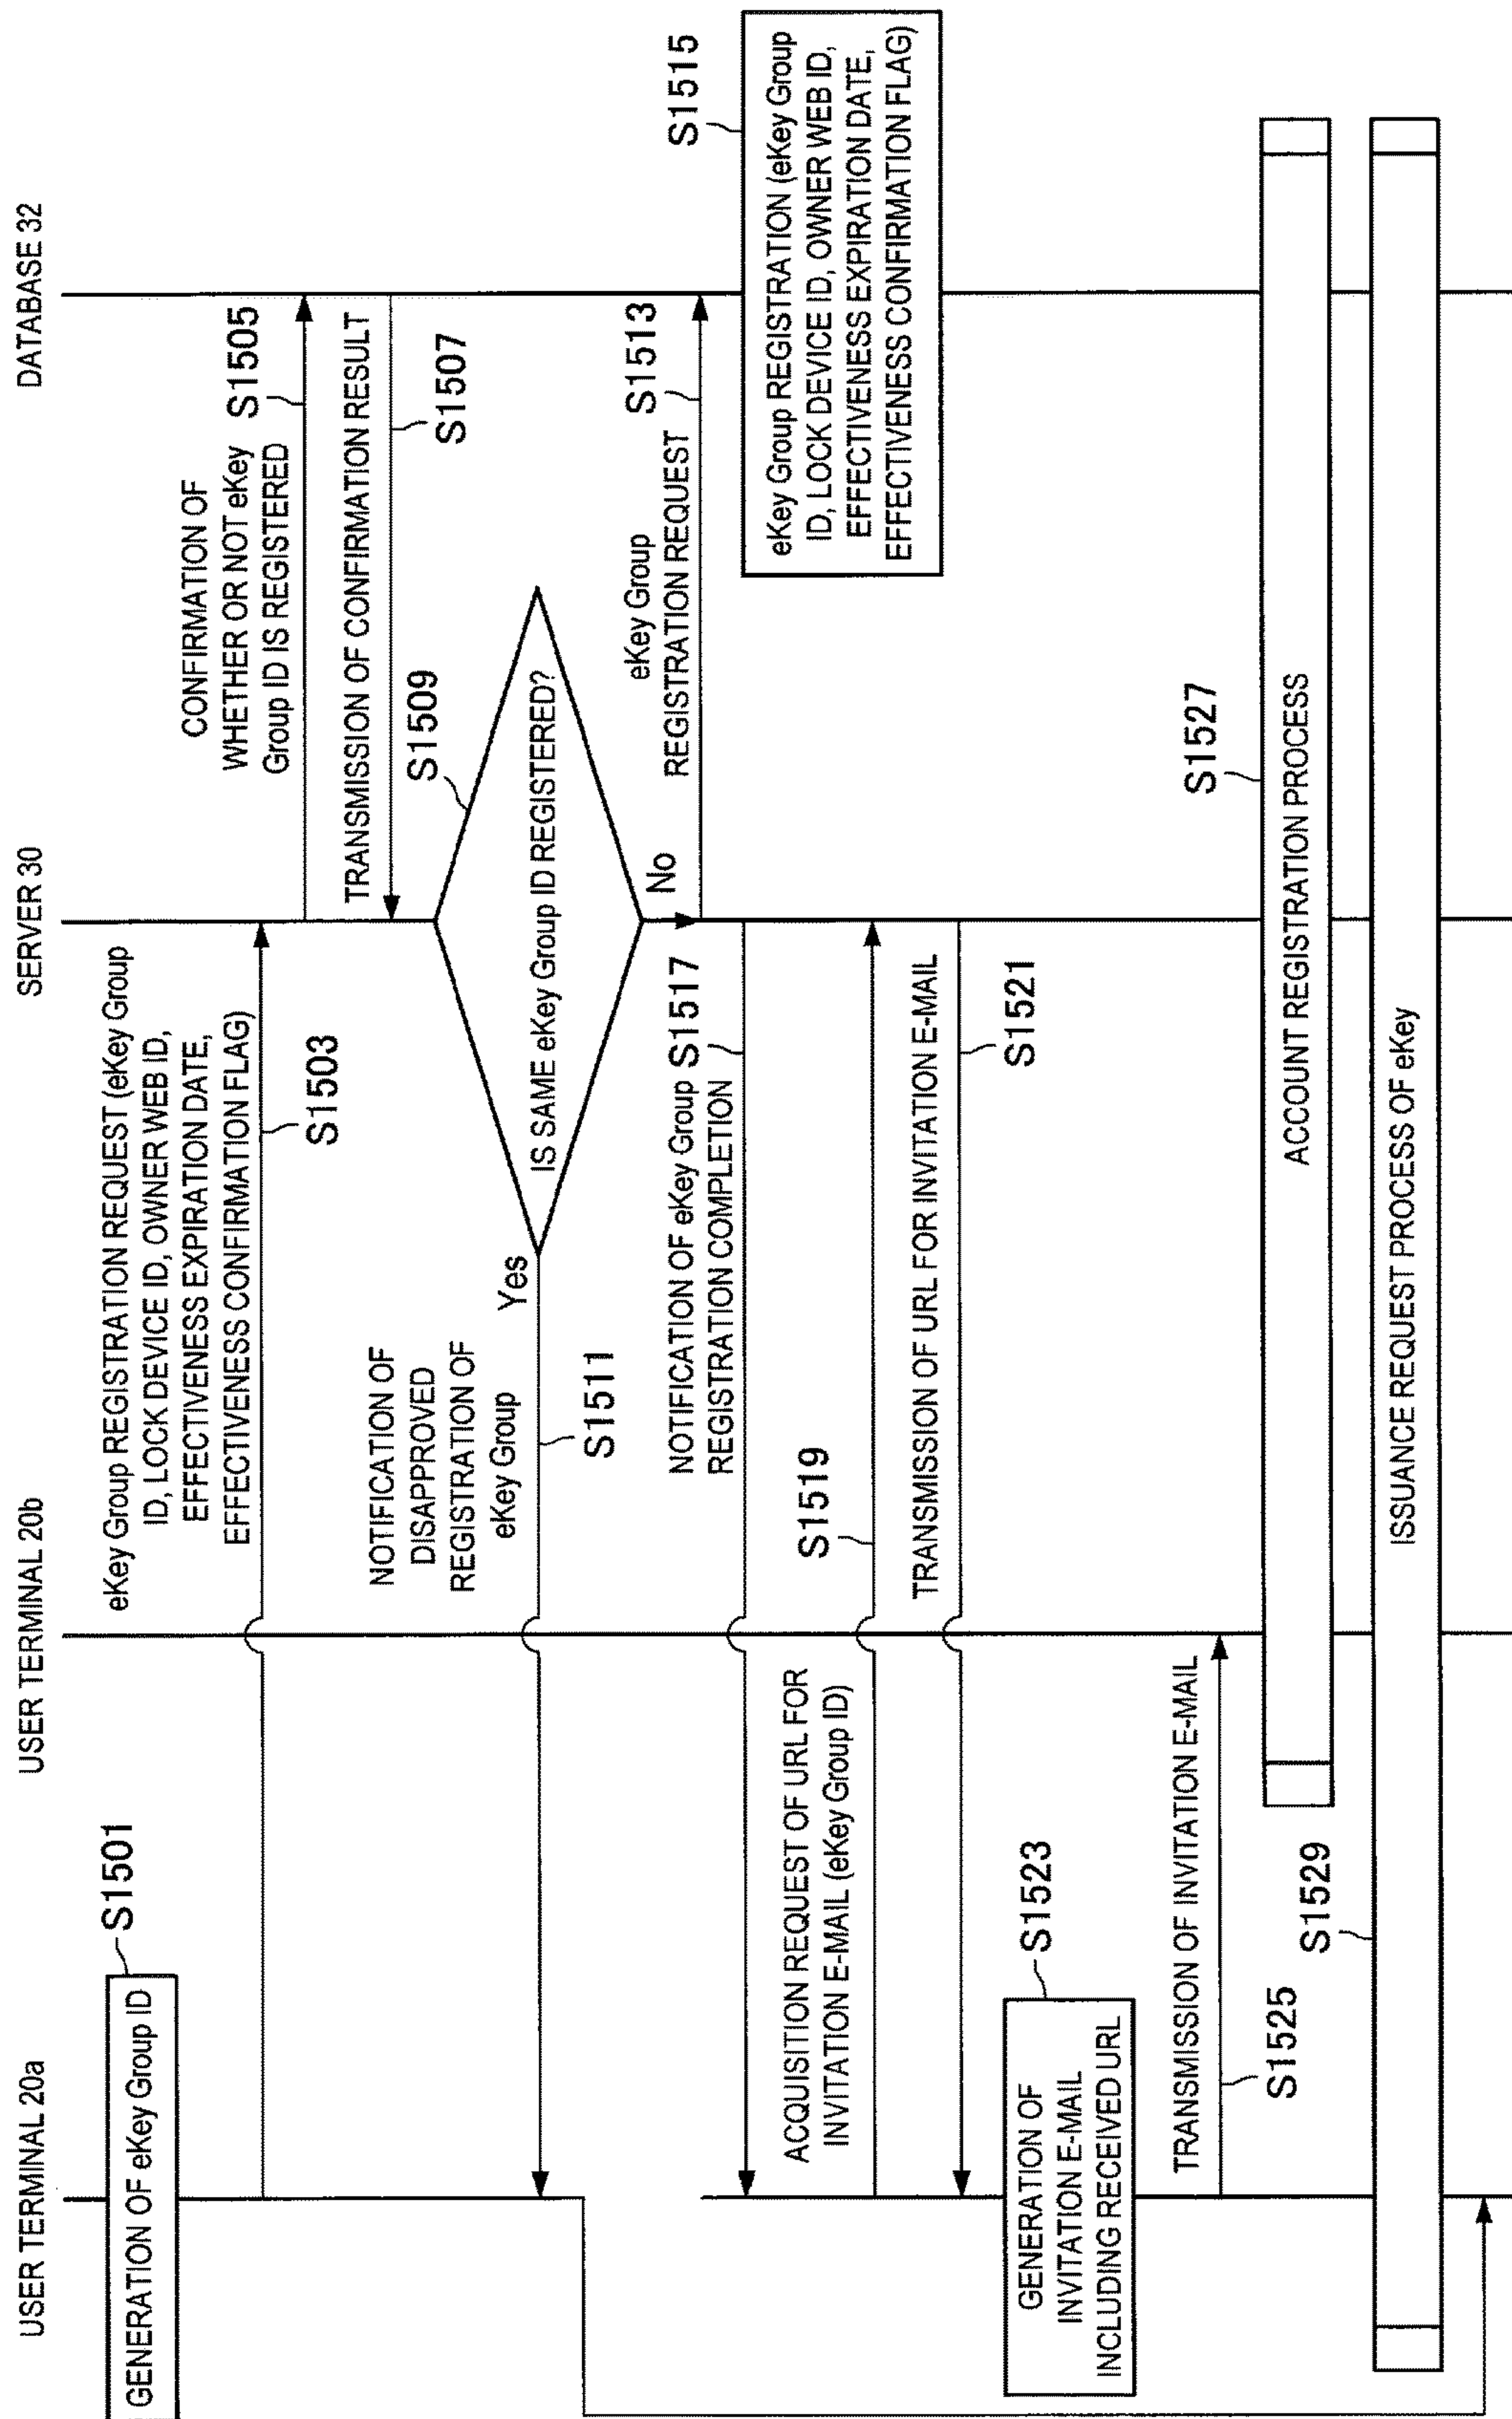 USER TERMINAL 20a
USER TERMINAL 20b
SERVER 30
DATABASE 32
GENERATION OF eKey Group ID
S1501
eKey Group REGISTRATION REQUEST (eKey Group
ID, LOCK DEVICE ID, OWNER WEB ID,
EFFECTIVENESS EXPIRATION DATE,
EFFECTIVENESS CONFIRMATION FLAG)
S1503
CONFIRMATION OF
WHETHER OR NOT eKey
Group ID IS REGISTERED
S1505
TRANSMISSION OF CONFIRMATION RESULT
S1507
S1509
IS SAME eKey Group ID REGISTERED?
Yes
No
NOTIFICATION OF
DISAPPROVED
REGISTRATION OF
eKey Group
S1511
eKey Group
REGISTRATION REQUEST
S1513
S1515
eKey Group REGISTRATION (eKey Group
ID, LOCK DEVICE ID, OWNER WEB ID,
EFFECTIVENESS EXPIRATION DATE,
EFFECTIVENESS CONFIRMATION FLAG)
NOTIFICATION OF eKey Group
REGISTRATION COMPLETION
S1517
ACQUISITION REQUEST OF URL FOR
INVITATION E-MAIL (eKey Group ID)
S1519
TRANSMISSION OF URL FOR INVITATION E-MAIL
S1521
GENERATION OF
INVITATION E-MAIL
INCLUDING RECEIVED URL
S1523
TRANSMISSION OF INVITATION E-MAIL
S1525
S1527
ACCOUNT REGISTRATION PROCESS
S1529
ISSUANCE REQUEST PROCESS OF eKey